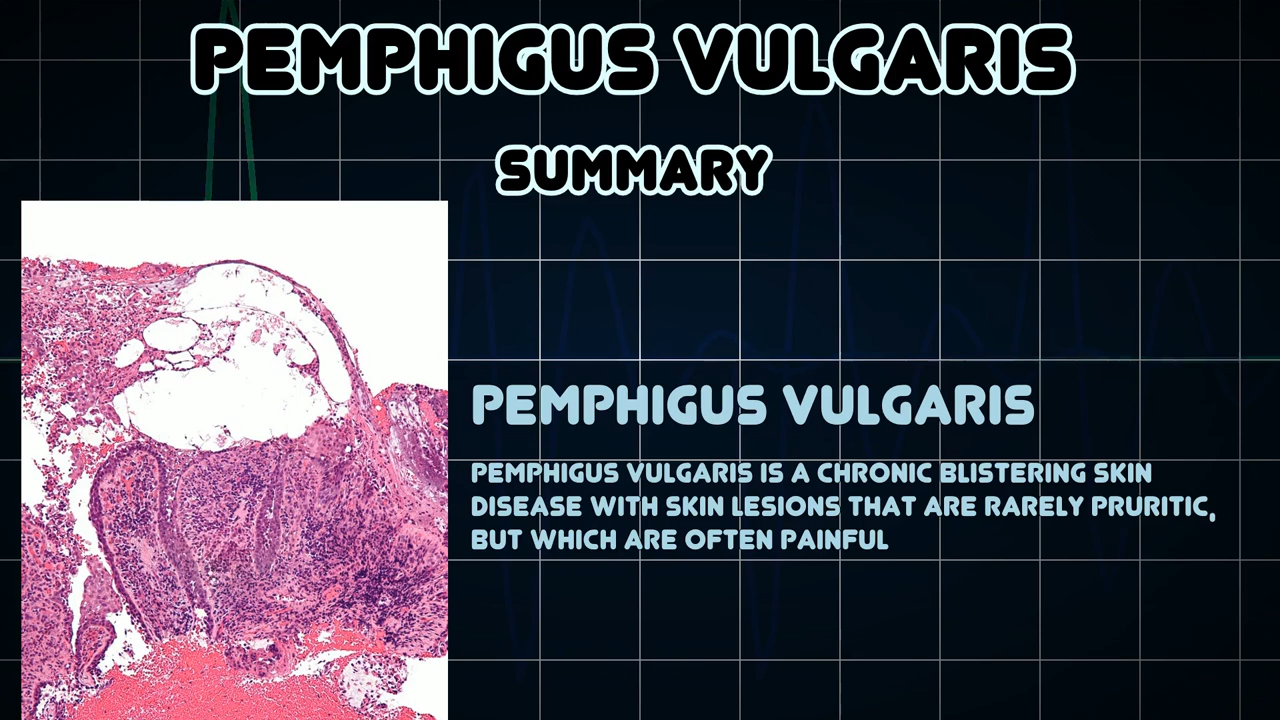 PEMPHIGUS VULGARIS
SUMMARY
PEMPHIGUS VULGARIS
PEMPHIGUS VULGARIS IS A CHRONIC BLISTERING SKIN
DISEASE WITH SKIN LESIONS THAT ARE RARELY PRURITIC,
BUT WHICH ARE OFTEN PAINFUL